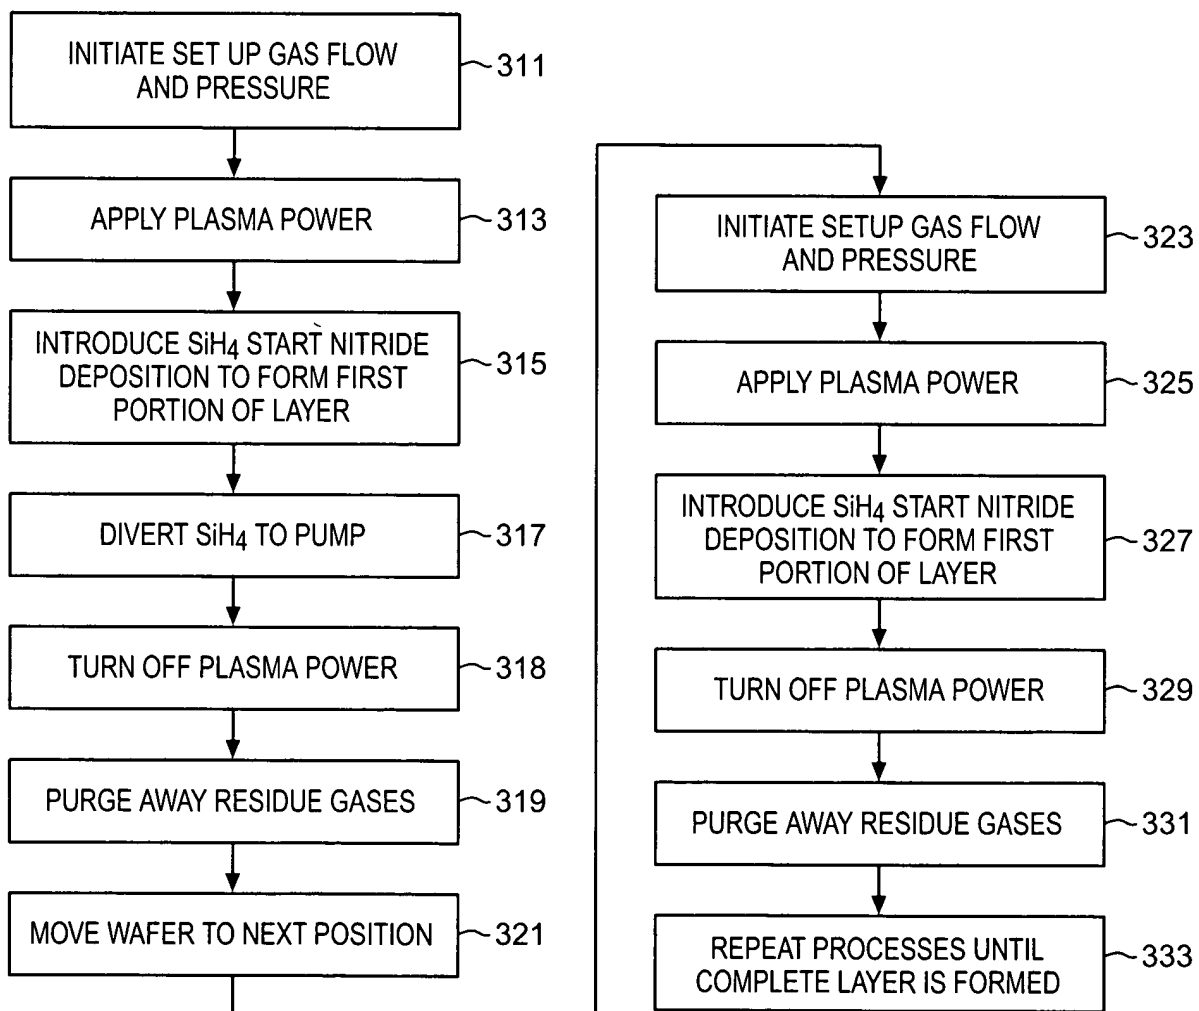 INITIATE SET UP GAS FLOW
AND PRESSURE
311
APPLY PLASMA POWER
313
INTRODUCE SiH4 START NITRIDE
DEPOSITION TO FORM FIRST
PORTION OF LAYER
315
DIVERT SiH4 TO PUMP
317
TURN OFF PLASMA POWER
318
PURGE AWAY RESIDUE GASES
319
MOVE WAFER TO NEXT POSITION
321
INITIATE SETUP GAS FLOW
AND PRESSURE
323
APPLY PLASMA POWER
325
INTRODUCE SiH4 START NITRIDE
DEPOSITION TO FORM FIRST
PORTION OF LAYER
327
TURN OFF PLASMA POWER
329
PURGE AWAY RESIDUE GASES
331
REPEAT PROCESSES UNTIL
COMPLETE LAYER IS FORMED
333